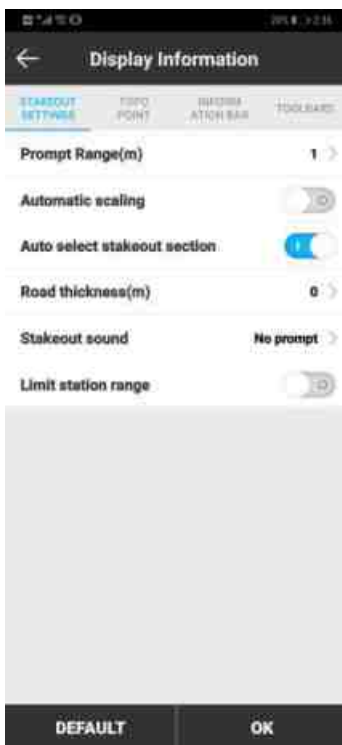 Display Information
STAKEOUT
SETTINGS
TOPO
POINT
INFORM
ATION BAR
TOOLBARS
Prompt Range(m) 1
Automatic scaling
Auto select stakeout section
Road thickness(m) 0
Stakeout sound No prompt
Limit station range
DEFAULT OK